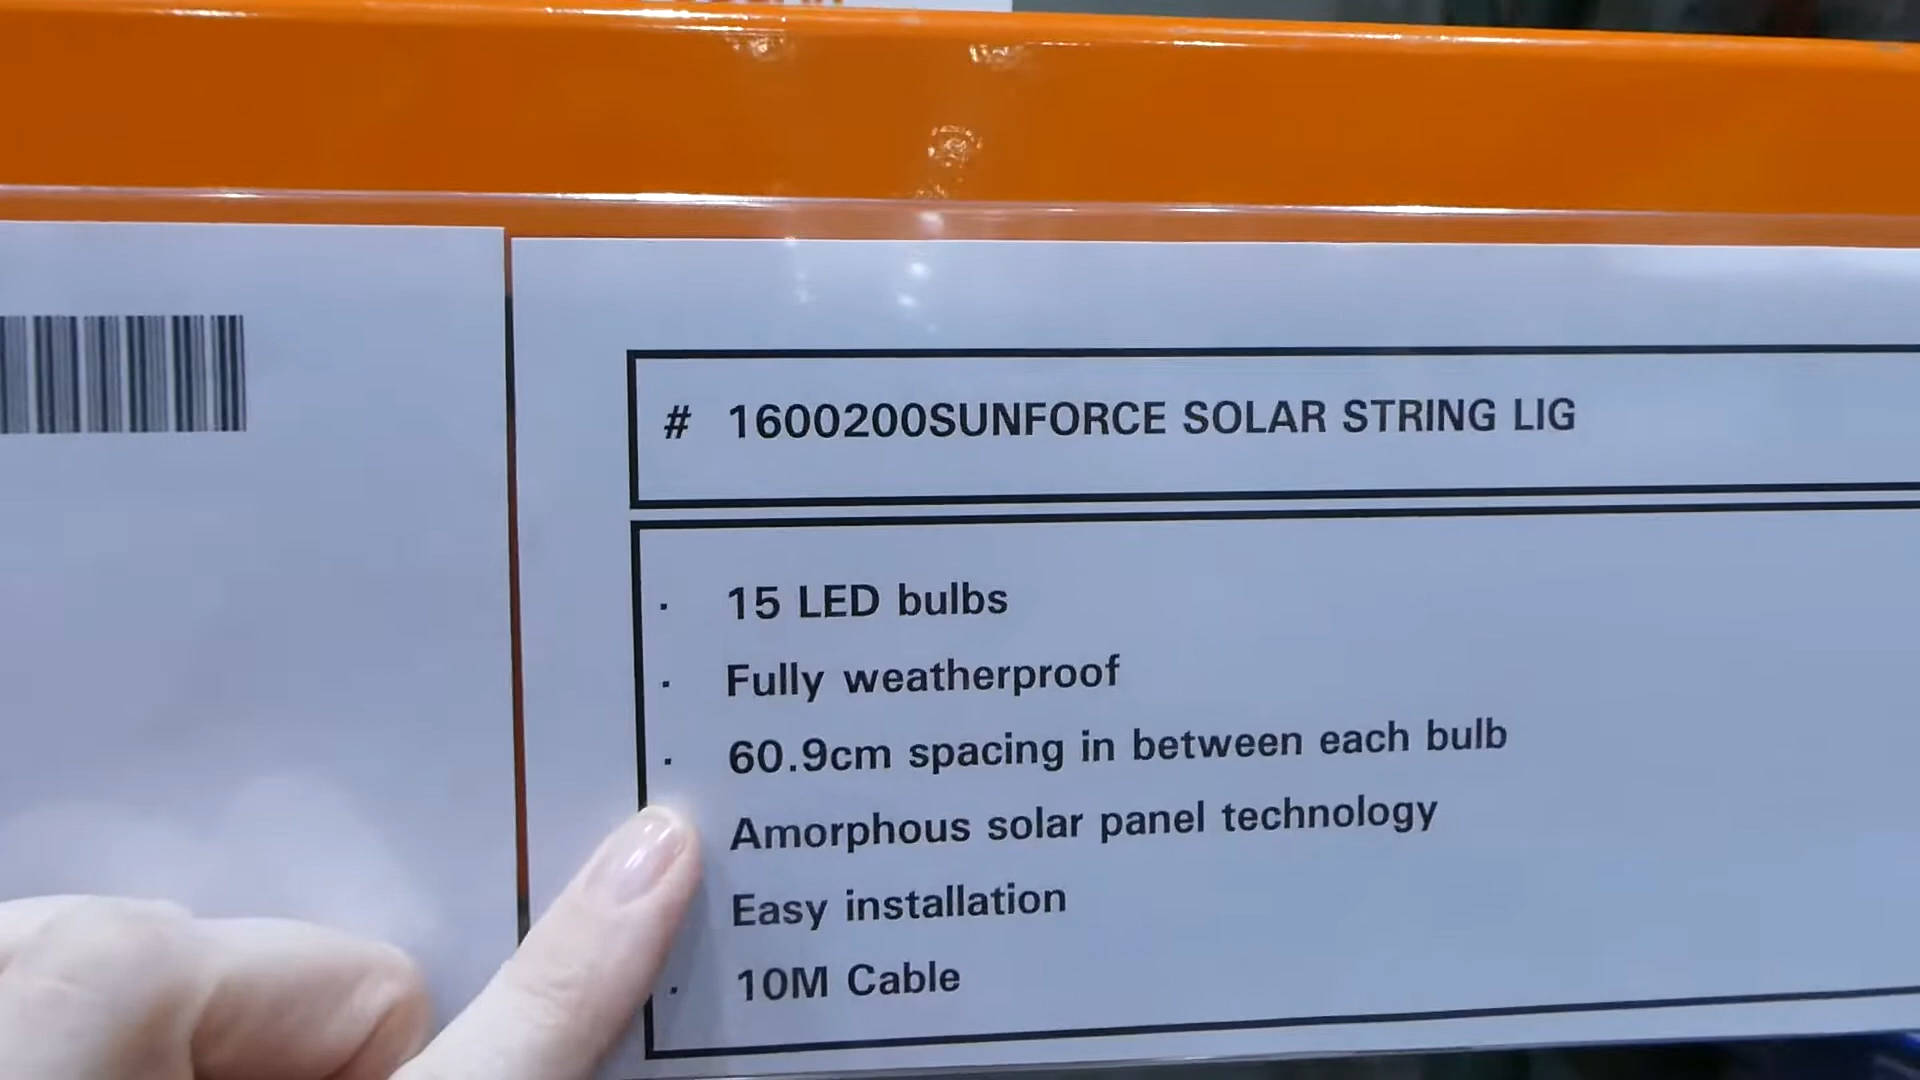 # 1600200SUNFORCE SOLAR STRING LIG
· 15 LED bulbs
· Fully weatherproof
· 60.9cm spacing in between each bulb
Amorphous solar panel technology
Easy installation
· 10M Cable